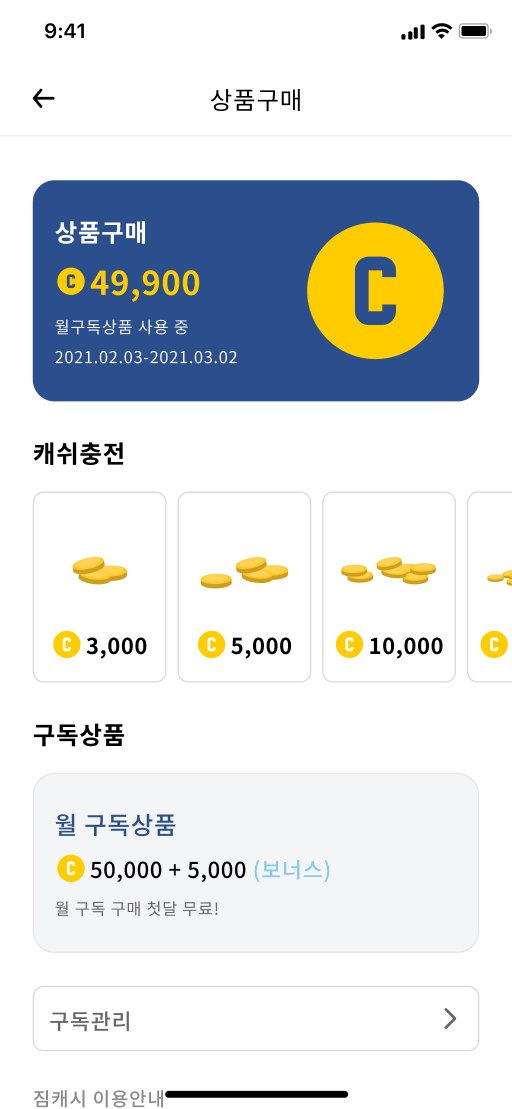 9:41
상품구매
상품구매
C 49,900
C
월구독상품 사용 중
2021.02.03-2021.03.02
캐쉬충전
C 3,000
C 5,000
C 10,000
C
구독상품
월 구독상품
C 50,000 + 5,000 (보너스)
월 구독 구매 첫달 무료!
구독관리
짐캐시 이용안내